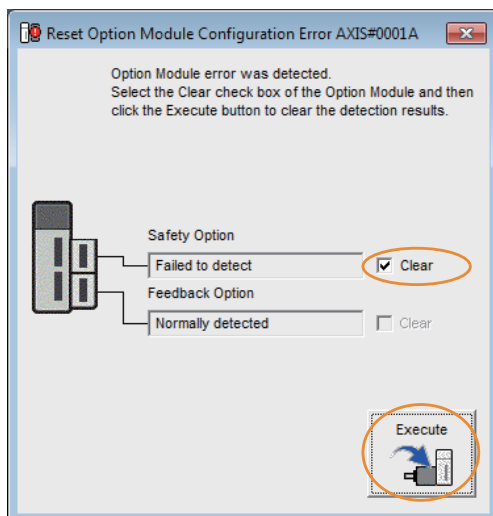 Reset Option Module Configuration Error AXIS#0001A
Option Module error was detected.
Select the Clear check box of the Option Module and then
click the Execute button to clear the detection results.
Safety Option
Failed to detect
Clear
Feedback Option
Normally detected
Clear
Execute